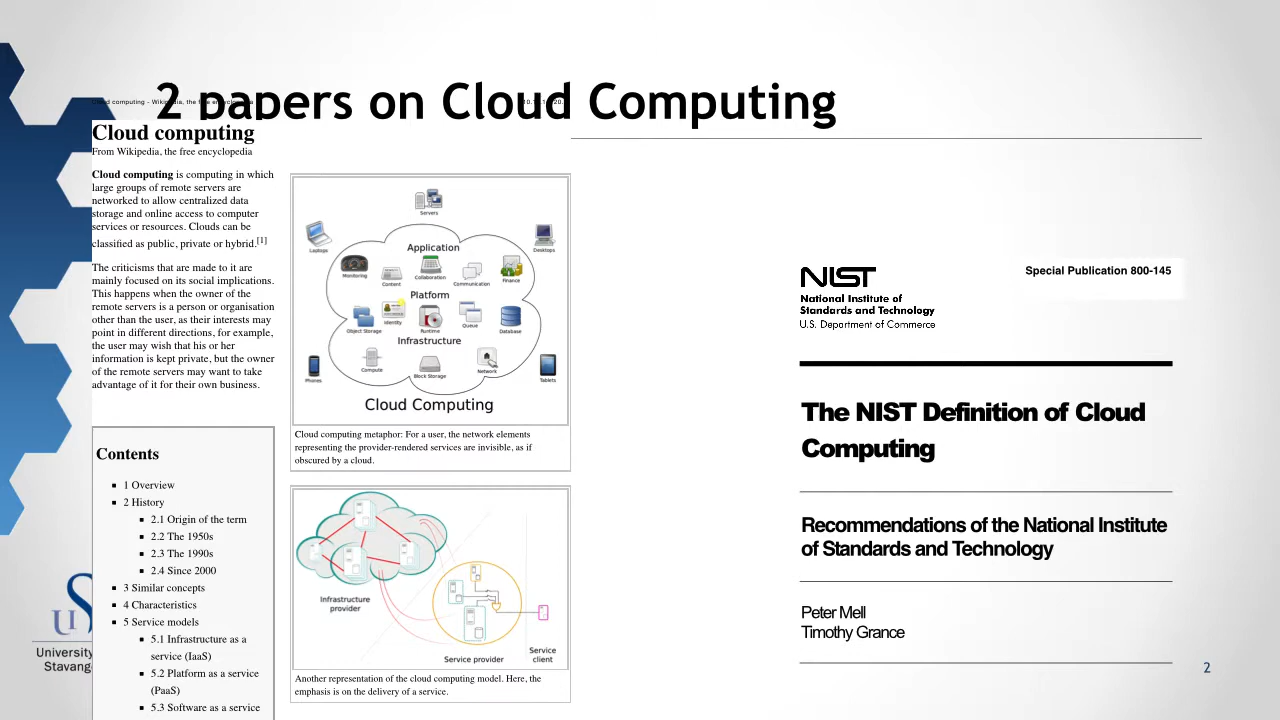 2 papers on Cloud Computing
Cloud computing
From Wikipedia, the free encyclopedia
Cloud computing is computing in which
large groups of remote servers are
networked to allow centralized data
storage and online access to computer
services or resources. Clouds can be
classified as public, private or hybrid.[1]
The criticisms that are made to it are
mainly focused on its social implications.
This happens when the owner of the
remote servers is a person or organisation
other than the user, as their interests may
point in different directions, for example,
the user may wish that his or her
information is kept private, but the owner
of the remote servers may want to take
advantage of it for their own business.
Contents
1 Overview
2 History
2.1 Origin of the term
2.2 The 1950s
2.3 The 1990s
2.4 Since 2000
3 Similar concepts
4 Characteristics
5 Service models
5.1 Infrastructure as a
service (IaaS)
5.2 Platform as a service
(PaaS)
5.3 Software as a service
Servers
Laptops
Desktops
Application
Monitoring
Content
Collaboration
Communication
Finance
Platform
Object Storage
Identity
Runtime
Queue
Database
Infrastructure
Compute
Block Storage
Network
Phones
Tablets
Cloud Computing
Cloud computing metaphor: For a user, the network elements
representing the provider-rendered services are invisible, as if
obscured by a cloud.
Infrastructure
provider
Service provider
Service
client
Another representation of the cloud computing model. Here, the
emphasis is on the delivery of a service.
NIST
National Institute of
Standards and Technology
U.S. Department of Commerce
Special Publication 800-145
The NIST Definition of Cloud
Computing
Recommendations of the National Institute
of Standards and Technology
Peter Mell
Timothy Grance
University
Stavang
2